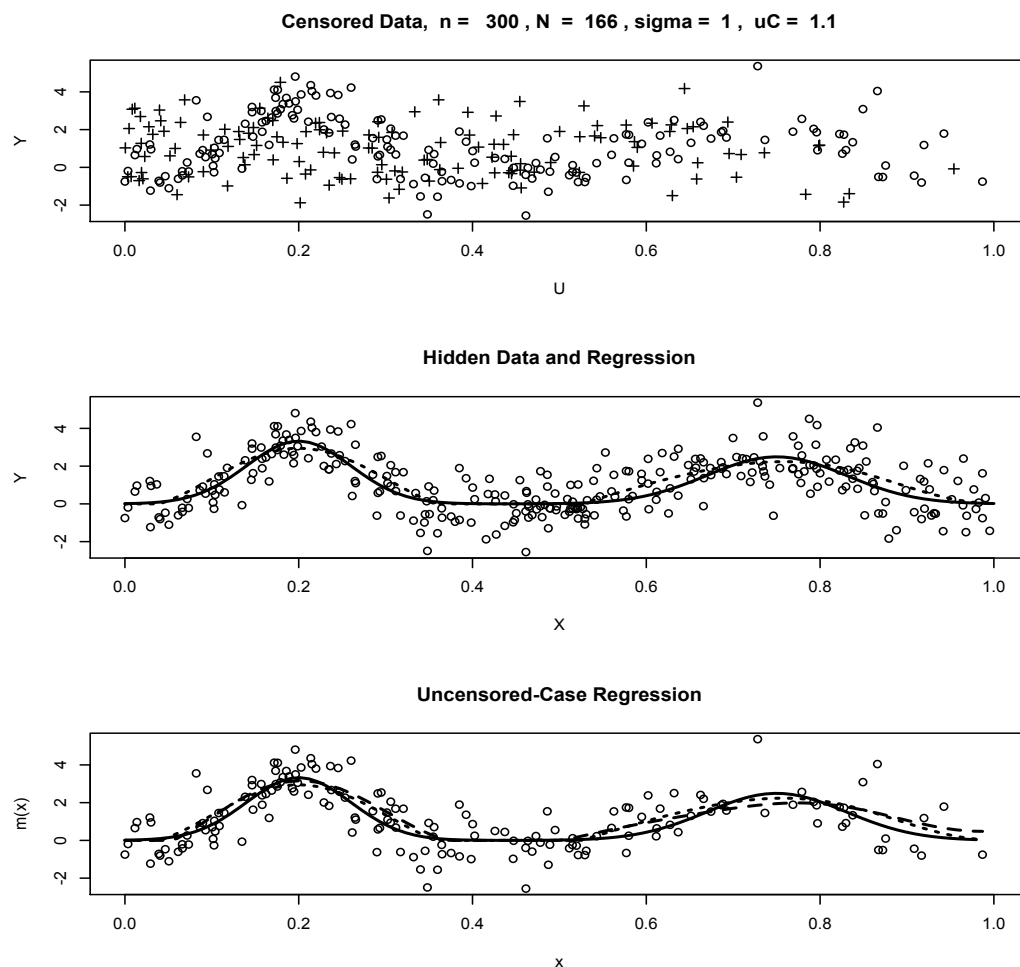 Censored Data, n = 300 , N = 166 , sigma = 1 , uC = 1.1
Y
4
2
0
-2
0.0 0.2 0.4 0.6 0.8 1.0
U
Hidden Data and Regression
Y
4
2
0
-2
0.0 0.2 0.4 0.6 0.8 1.0
X
Uncensored-Case Regression
m(x)
4
2
0
-2
0.0 0.2 0.4 0.6 0.8 1.0
x